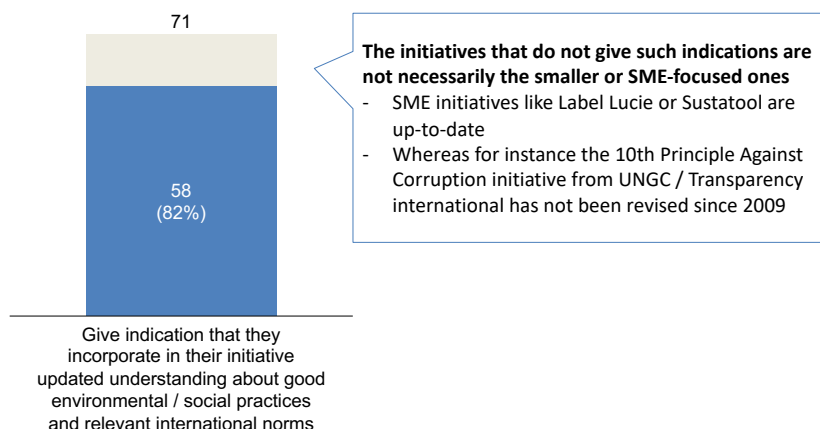 71
The initiatives that do not give such indications are
not necessarily the smaller or SME-focused ones
- SME initiatives like Label Lucie or Sustatool are
up-to-date
- Whereas for instance the 10th Principle Against
Corruption initiative from UNGC / Transparency
international has not been revised since 2009
58
(82%)
Give indication that they
incorporate in their initiative
updated understanding about good
environmental / social practices
and relevant international norms